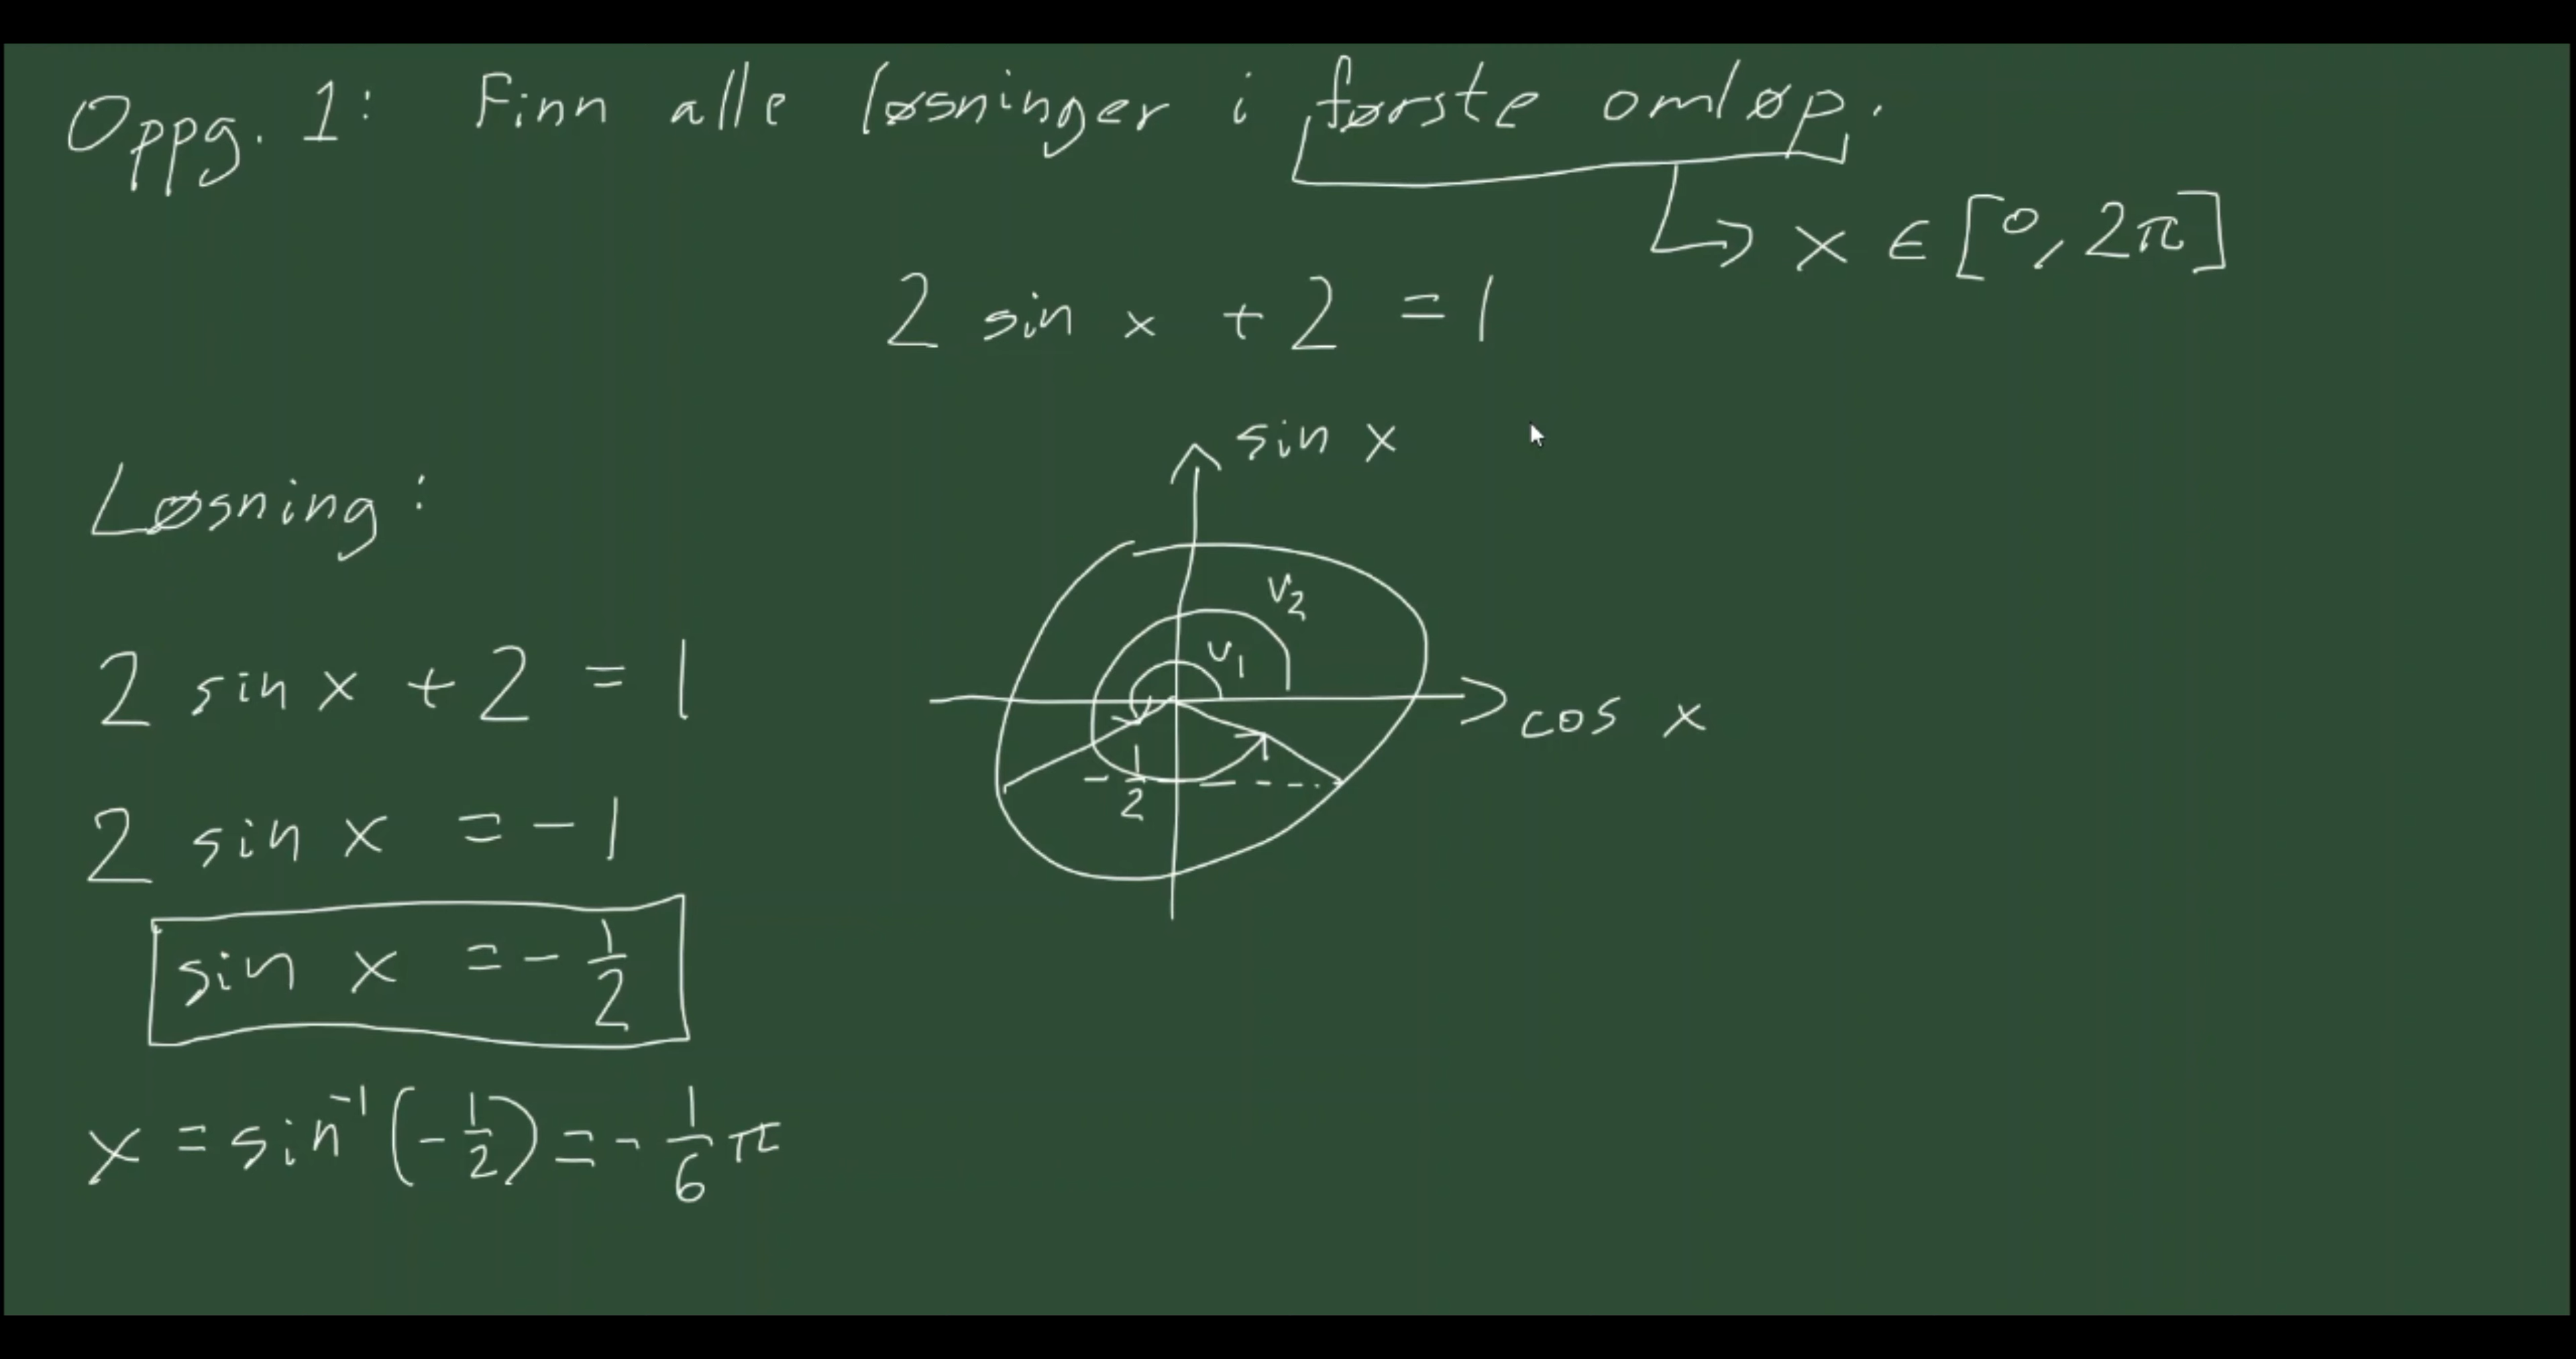 Oppg. 1: Finn alle løsninger i første omløp.
↳ x ∈ [0, 2π]
2 sin x + 2 = 1
Løsning:
2 sin x + 2 = 1
2 sin x = -1
sin x = - 1/2
x = sin⁻¹(- 1/2) = - 1/6 π
sin x
v₂
v₁
cos x
- 1/2